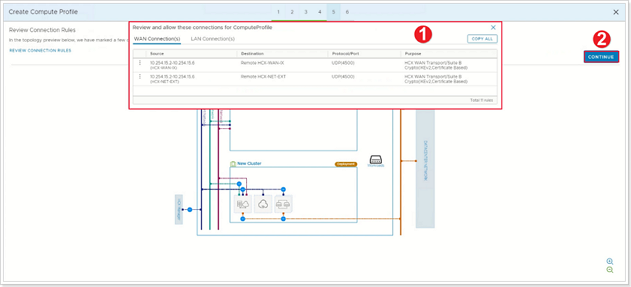 Create Compute Profile
1 2 3 4 5 6
Review Connection Rules
In the topology preview below, we have marked a few
REVIEW CONNECTION RULES
Review and allow these connections for ComputeProfile
1
WAN Connection(s) LAN Connection(s)
COPY ALL
Source Destination Protocol/Port Purpose
10.254.15.2-10.254.15.6 Remote HCX-WAN-IX UDP(4500) HCX WAN Transport/Suite B
(HCX-WAN-IX) Crypto(IKEv2,Certificate Based)
10.254.15.2-10.254.15.6 Remote HCX-NET-EXT UDP(4500) HCX WAN Transport/Suite B
(HCX-NET-EXT) Crypto(IKEv2,Certificate Based)
Total 11 rules
2
CONTINUE
New Cluster